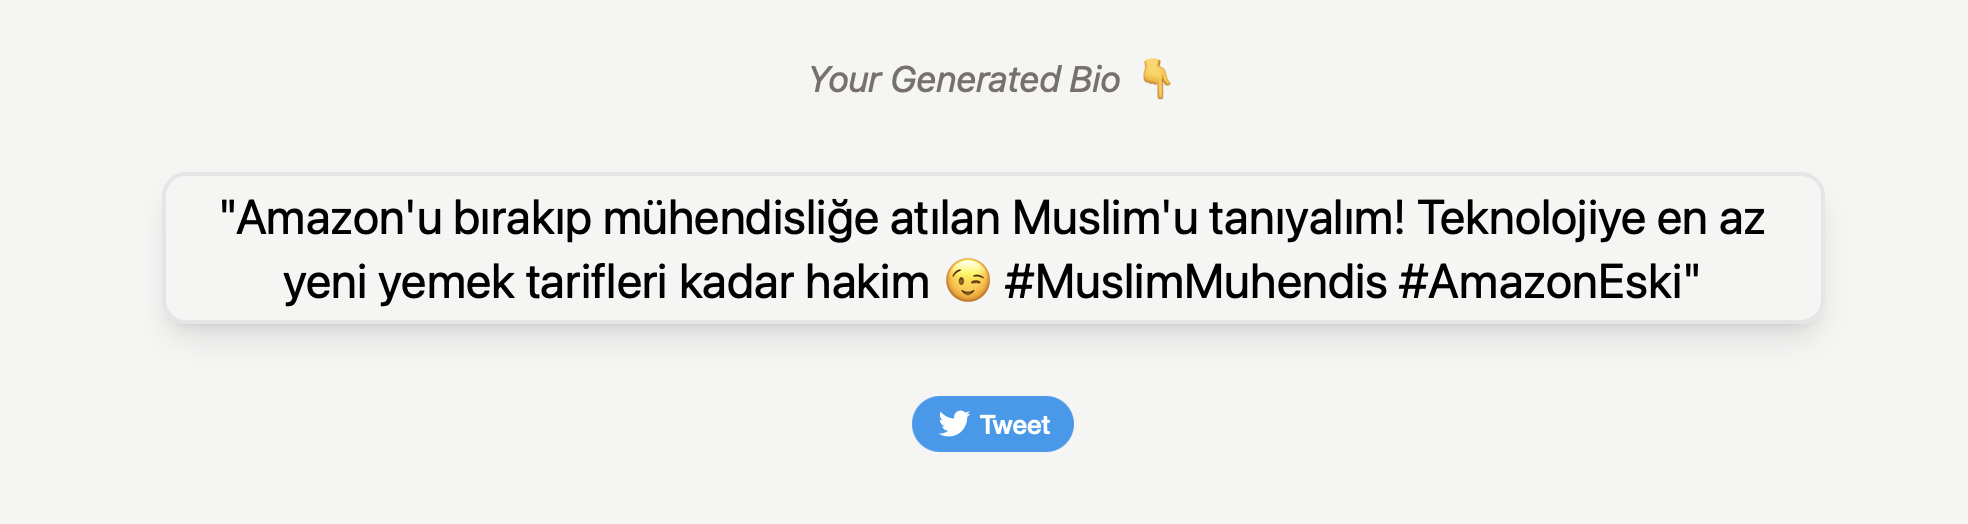 Your Generated Bio 👇
"Amazon'u bırakıp mühendisliğe atılan Muslim'u tanıyalım! Teknolojiye en az
yeni yemek tarifleri kadar hakim 😉 #MuslimMuhendis #AmazonEski"
Tweet